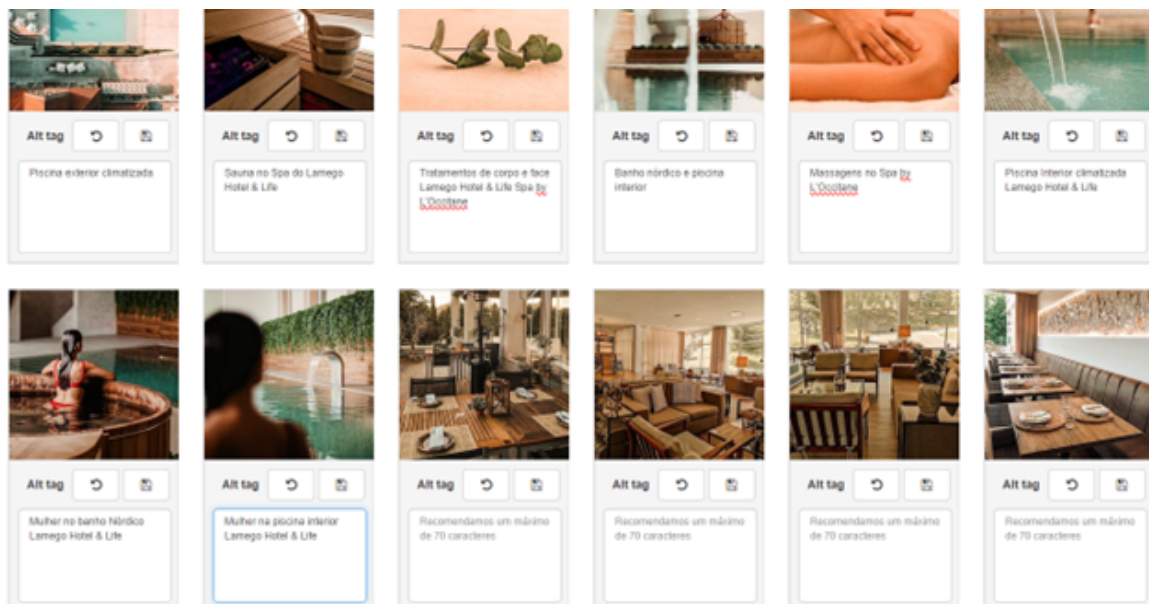 Alt tag
Piscina exterior climatizada
Alt tag
Sauna no Spa do Lamego
Hotel & Life
Alt tag
Tratamentos de corpo e face
Lamego Hotel & Life Spa by
L'Occitane
Alt tag
Banho nórdico e piscina
interior
Alt tag
Massagens no Spa by
L'Occitane
Alt tag
Piscina Interior climatizada
Lamego Hotel & Life
Alt tag
Mulher no banho Nórdico
Lamego Hotel & Life
Alt tag
Mulher na piscina interior
Lamego Hotel & Life
Alt tag
Recomendamos um máximo
de 70 caracteres
Alt tag
Recomendamos um máximo
de 70 caracteres
Alt tag
Recomendamos um máximo
de 70 caracteres
Alt tag
Recomendamos um máximo
de 70 caracteres